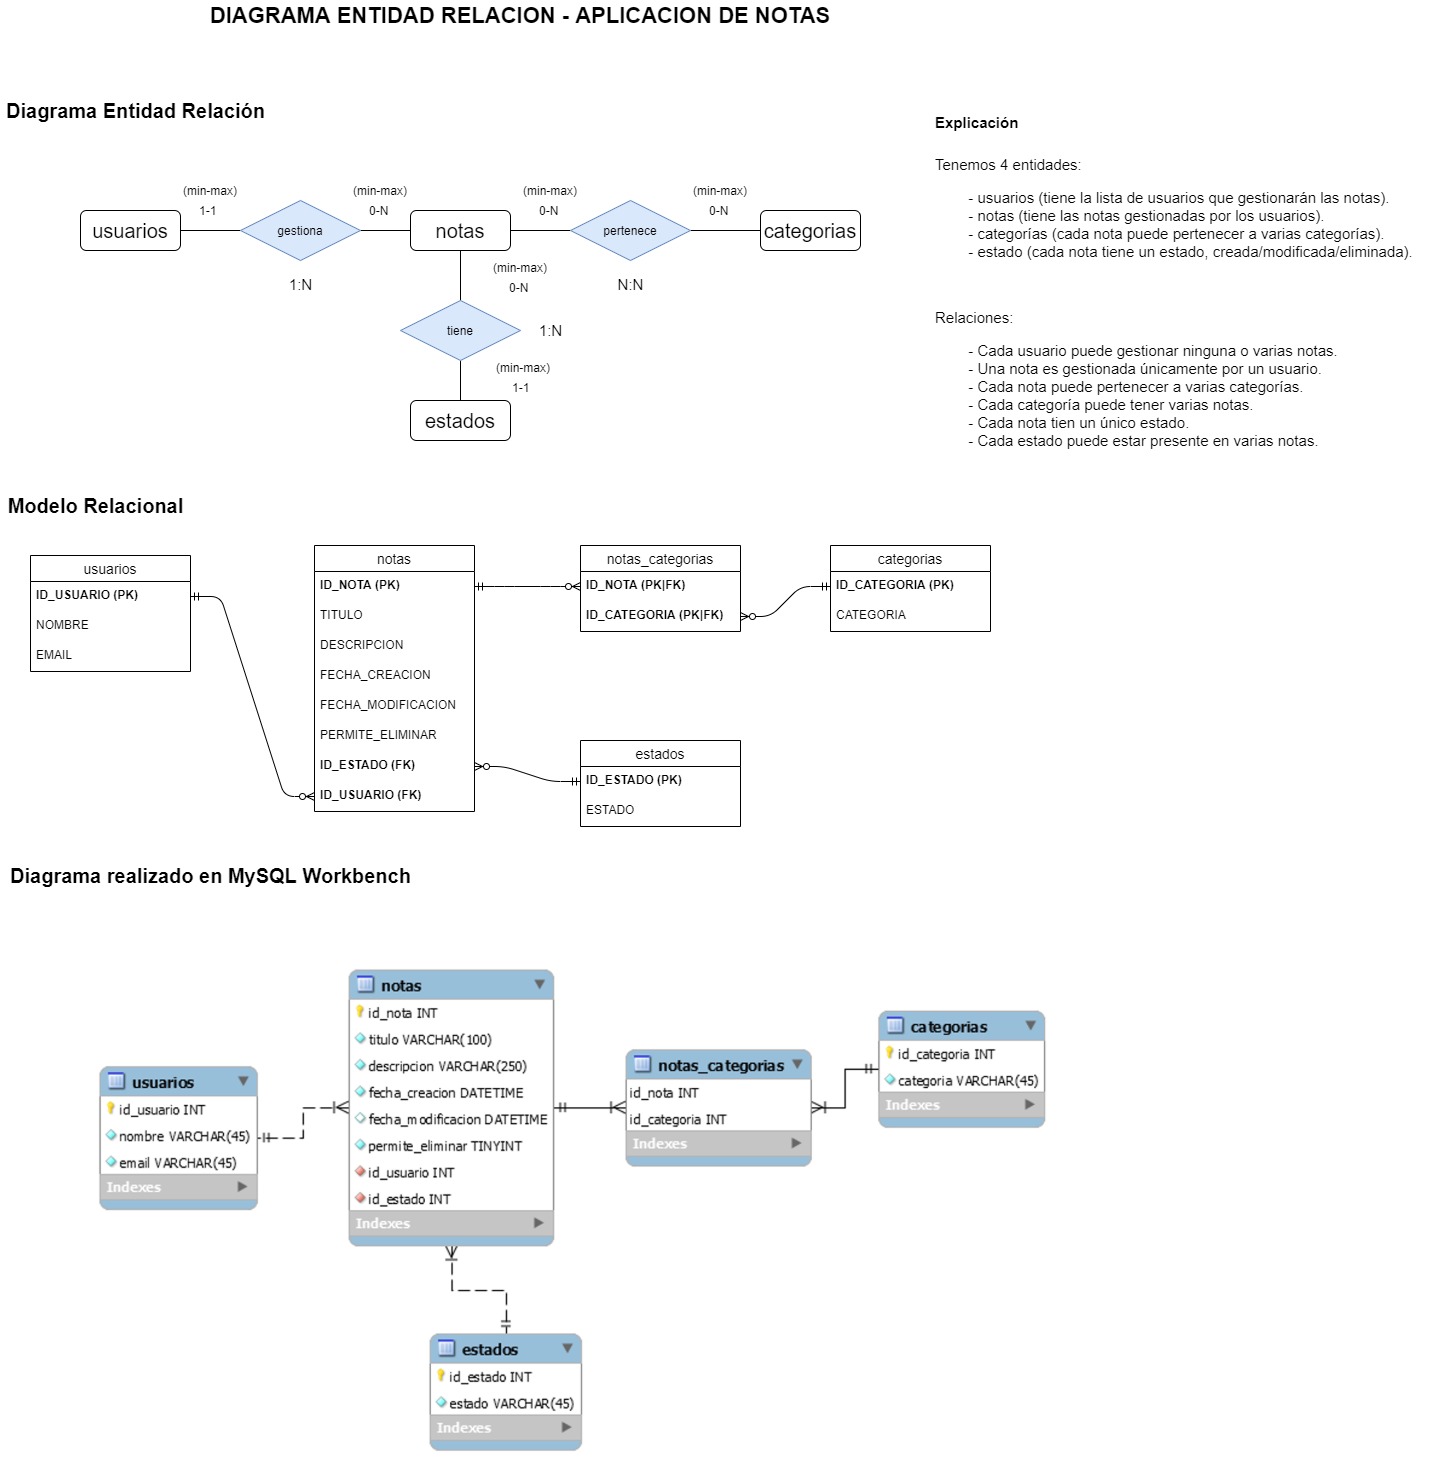 DIAGRAMA ENTIDAD RELACION - APLICACION DE NOTAS
Diagrama Entidad Relación
(min-max)
1-1
(min-max)
0-N
(min-max)
0-N
(min-max)
0-N
usuarios
gestiona
notas
pertenece
categorias
1:N
(min-max)
0-N
N:N
tiene
1:N
(min-max)
1-1
estados
Explicación
Tenemos 4 entidades:
- usuarios (tiene la lista de usuarios que gestionarán las notas).
- notas (tiene las notas gestionadas por los usuarios).
- categorías (cada nota puede pertenecer a varias categorías).
- estado (cada nota tiene un estado, creada/modificada/eliminada).
Relaciones:
- Cada usuario puede gestionar ninguna o varias notas.
- Una nota es gestionada únicamente por un usuario.
- Cada nota puede pertenecer a varias categorías.
- Cada categoría puede tener varias notas.
- Cada nota tien un único estado.
- Cada estado puede estar presente en varias notas.
Modelo Relacional
usuarios
ID_USUARIO (PK)
NOMBRE
EMAIL
notas
ID_NOTA (PK)
TITULO
DESCRIPCION
FECHA_CREACION
FECHA_MODIFICACION
PERMITE_ELIMINAR
ID_ESTADO (FK)
ID_USUARIO (FK)
notas_categorias
ID_NOTA (PK|FK)
ID_CATEGORIA (PK|FK)
categorias
ID_CATEGORIA (PK)
CATEGORIA
estados
ID_ESTADO (PK)
ESTADO
Diagrama realizado en MySQL Workbench
usuarios
id_usuario INT
nombre VARCHAR(45)
email VARCHAR(45)
Indexes
notas
id_nota INT
titulo VARCHAR(100)
descripcion VARCHAR(250)
fecha_creacion DATETIME
fecha_modificacion DATETIME
permite_eliminar TINYINT
id_usuario INT
id_estado INT
Indexes
notas_categorias
id_nota INT
id_categoria INT
Indexes
categorias
id_categoria INT
categoria VARCHAR(45)
Indexes
estados
id_estado INT
estado VARCHAR(45)
Indexes